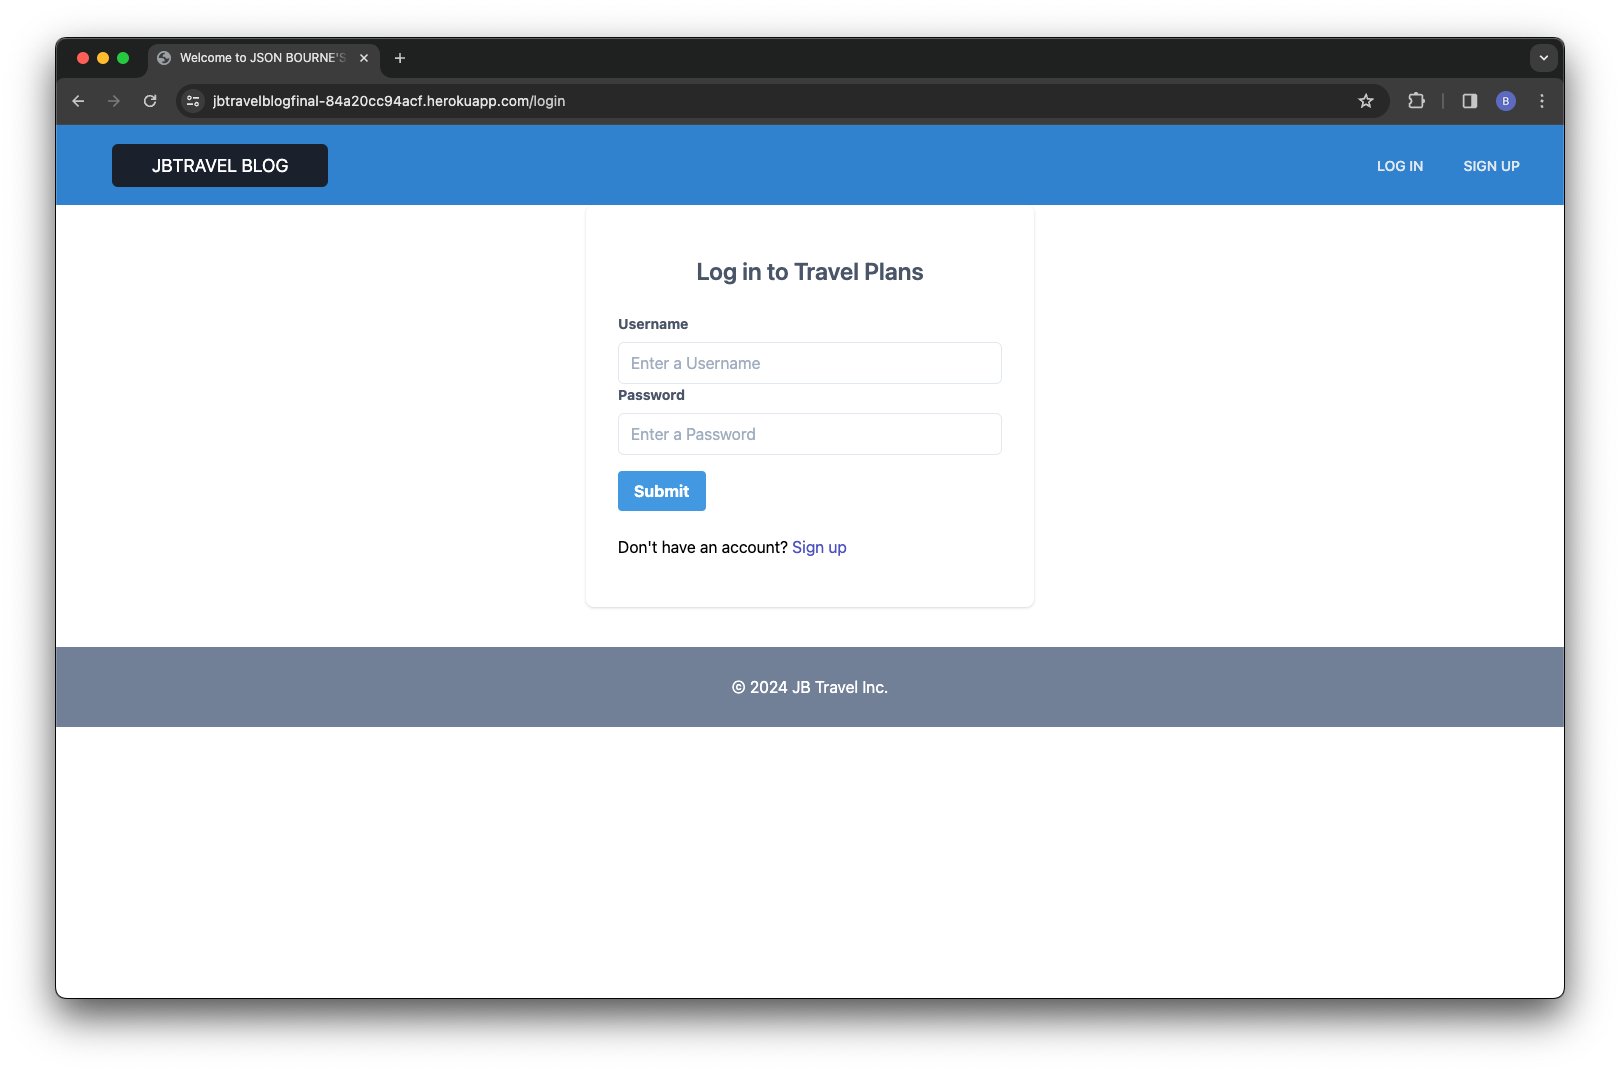 Welcome to JSON BOURNE'S
jbtravelblogfinal-84a20cc94acf.herokuapp.com/login
B
JBTRAVEL BLOG
LOG IN
SIGN UP
Log in to Travel Plans
Username
Enter a Username
Password
Enter a Password
Submit
Don't have an account? Sign up
© 2024 JB Travel Inc.